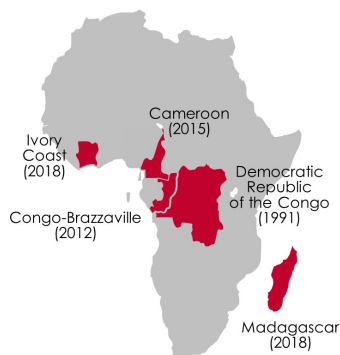 Cameroon
(2015)
Ivory
Coast
(2018)
Democratic
Republic
of the Congo
(1991)
Congo-Brazzaville
(2012)
Madagascar
(2018)